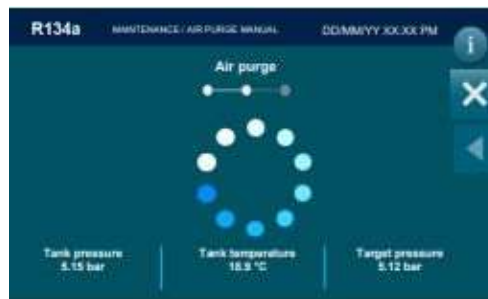 R134a
MAINTENANCE / AIR PURGE MANUAL
DD/MM/YY XX:XX PM
i
Air purge
Tank pressure
5.15 bar
Tank temperature
18.9 °C
Target pressure
5.12 bar